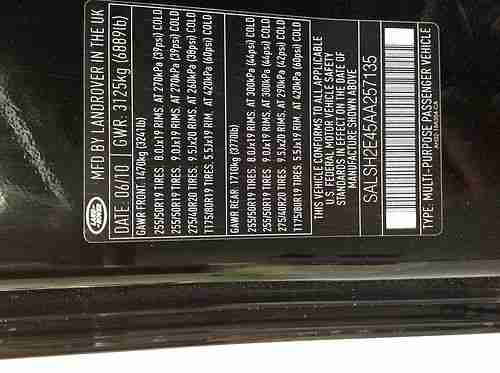 MFD BY LANDROVER IN THE UK
DATE: 06/10 GWR. 3125kg (6889lb)
GAWR FRONT 1470kg (3241lb)
255/50R19 TIRES. 8.0Jx19 RIMS. AT 270kPa (39psi) COLD
255/50R19 TIRES. 9.0Jx19 RIMS. AT 270kPa (39psi) COLD
275/40R20 TIRES. 9.5Jx20 RIMS. AT 260kPa (38psi) COLD
T175/80R19 TIRES 5.5Jx19 RIM. AT 420kPa (60psi) COLD
GAWR REAR 1710kg (3770lb)
255/50R19 TIRES. 8.0Jx19 RIMS. AT 300kPa (44psi) COLD
255/50R19 TIRES. 9.0Jx19 RIMS. AT 300kPa (44psi) COLD
275/40R20 TIRES. 9.5Jx20 RIMS. AT 290kPa (42psi) COLD
T175/80R19 TIRES 5.5Jx19 RIM. AT 420kPa (60psi) COLD
THIS VEHICLE CONFORMS TO ALL APPLICABLE
U.S. FEDERAL MOTOR VEHICLE SAFETY
STANDARDS IN EFFECT ON THE DATE OF
MANUFACTURE SHOWN ABOVE.
SALSH2E45AA257135
TYPE: MULTI-PURPOSE PASSENGER VEHICLE
LAND
ROVER